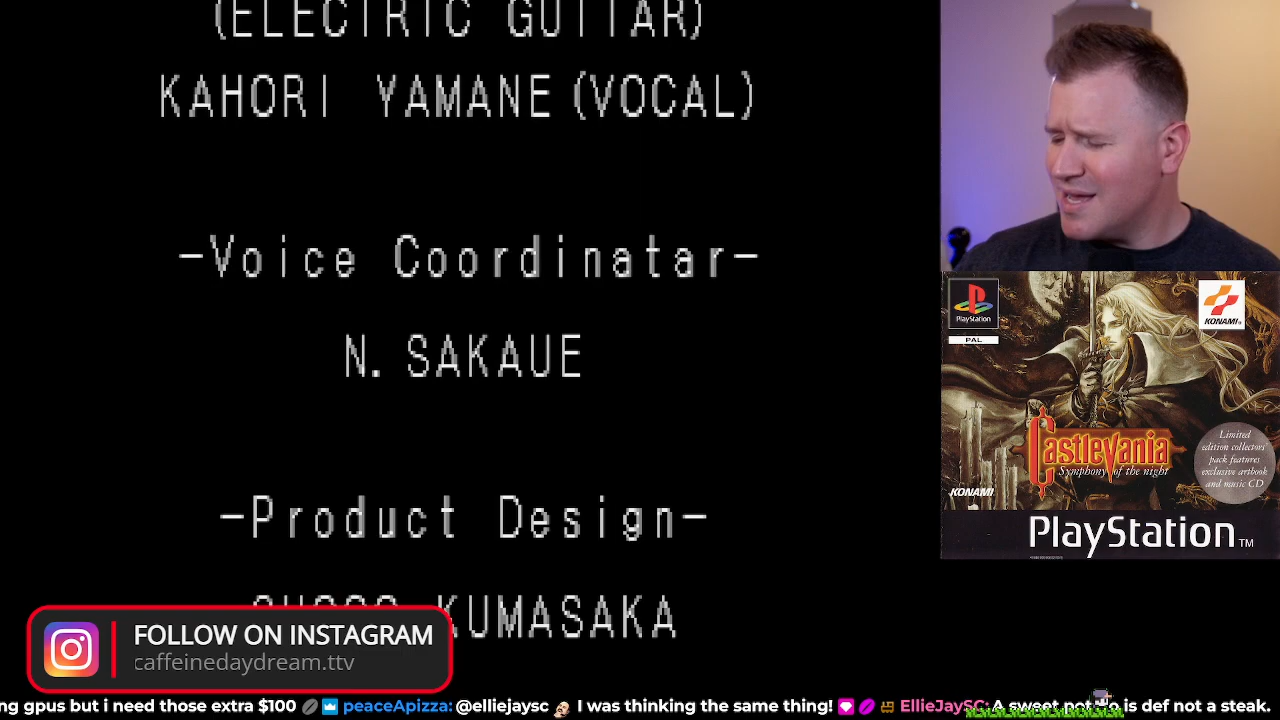 (ELECTRIC GUITAR)
KAHORI YAMANE (VOCAL)
-Voice Coordinatar-
N. SAKAUE
-Product Design-
KUMASAKA
FOLLOW ON INSTAGRAM
caffeinedaydream.ttv
PlayStation
PAL
KONAMI
Castlevania
Symphony of the night
Limited
edition collectors'
pack features
exclusive artbook
and music CD
KONAMI
PlayStation TM
ng gpus but i need those extra $100 peaceApizza: @elliejaysc I was thinking the same thing! EllieJaySC: A sweet is def not a steak.